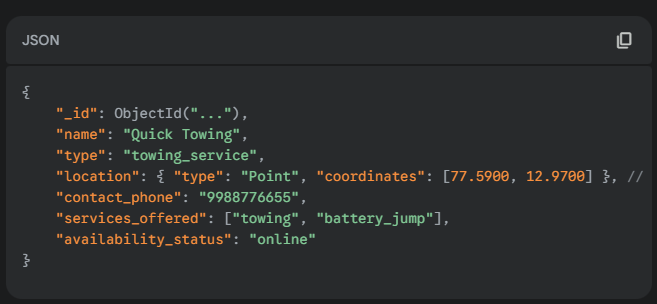 JSON
{
"_id": ObjectId("..."),
"name": "Quick Towing",
"type": "towing_service",
"location": { "type": "Point", "coordinates": [77.5900, 12.9700] }, //
"contact_phone": "9988776655",
"services_offered": ["towing", "battery_jump"],
"availability_status": "online"
}